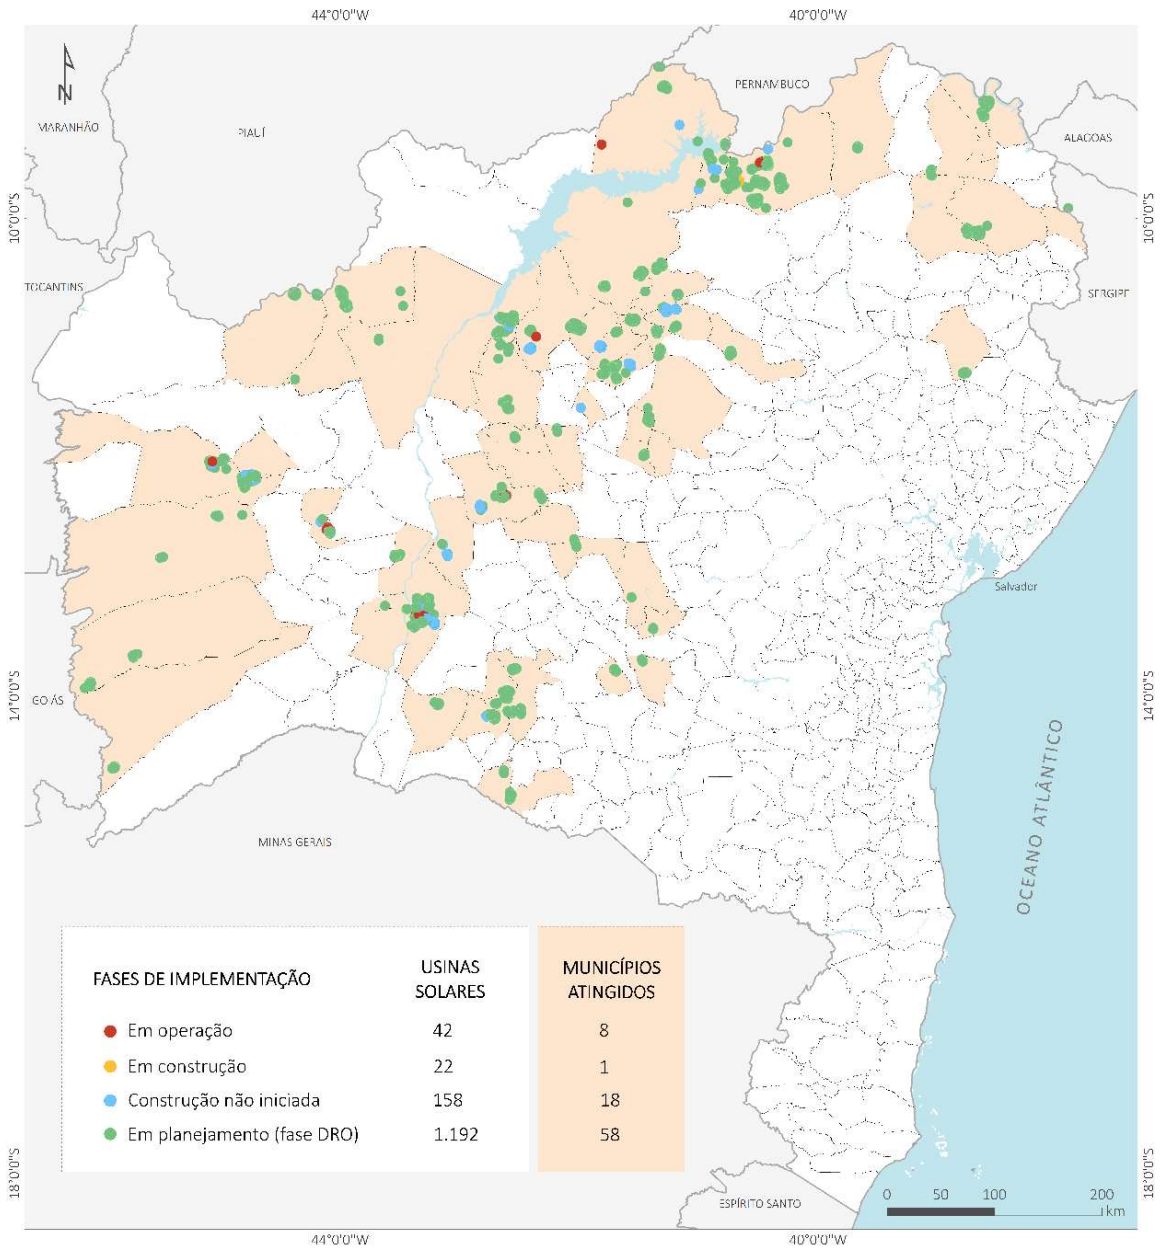 44°0'0"W
40°0'0"W
N
PERNAMBUCO
MARANHÃO
PIAUÍ
ALAGOAS
10°0'0"S
10°0'0"S
TOCANTINS
SERGIPE
Salvador
14°0'0"S
GOIÁS
14°0'0"S
OCEANO ATLÂNTICO
MINAS GERAIS
FASES DE IMPLEMENTAÇÃO
USINAS SOLARES
MUNICÍPIOS ATINGIDOS
Em operação 42 8
Em construção 22 1
Construção não iniciada 158 18
Em planejamento (fase DRO) 1.192 58
18°0'0"S
18°0'0"S
ESPÍRITO SANTO
0 50 100 200
km
44°0'0"W
40°0'0"W